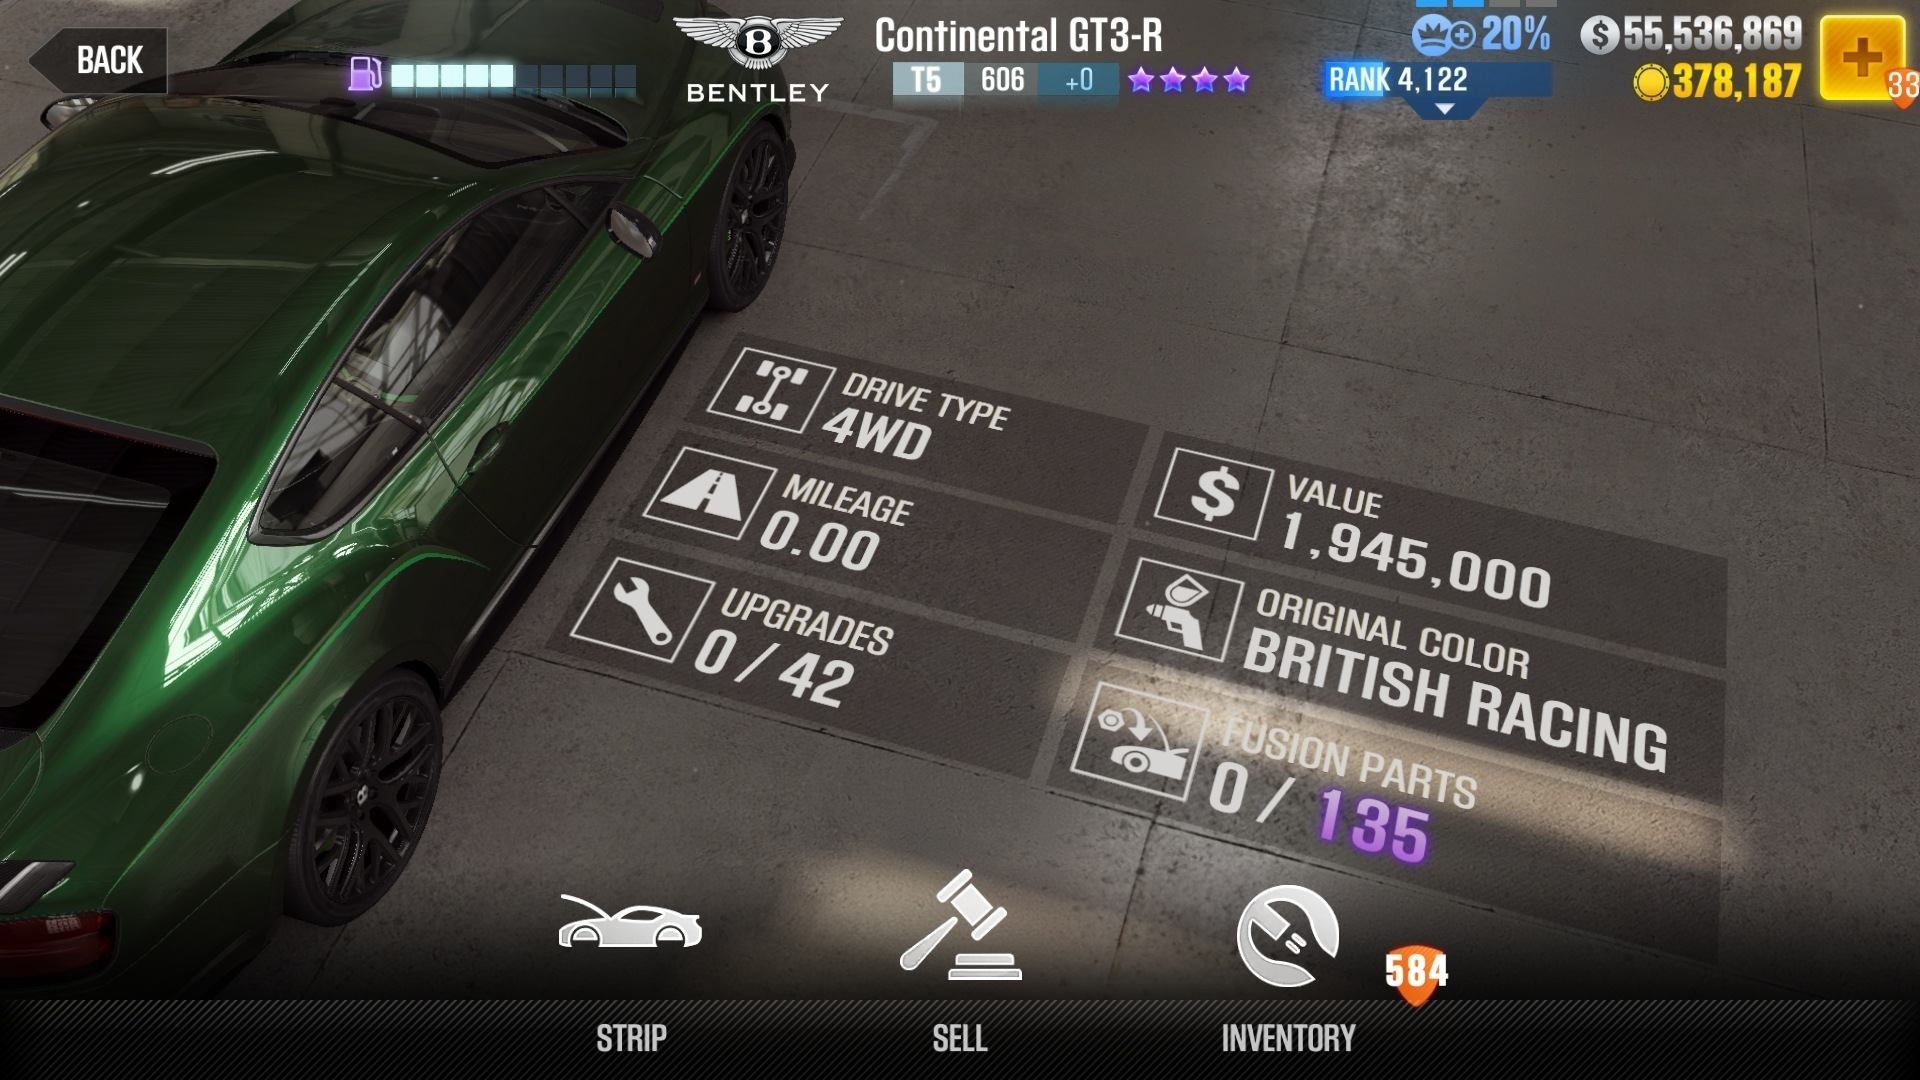 BACK
B
BENTLEY
Continental GT3-R
T5 606 +0
20%
RANK 4,122
$55,536,869
378,187
33
DRIVE TYPE
4WD
MILEAGE
0.00
UPGRADES
0/42
$
VALUE
1,945,000
ORIGINAL COLOR
BRITISH RACING
FUSION PARTS
0/ 135
584
STRIP
SELL
INVENTORY